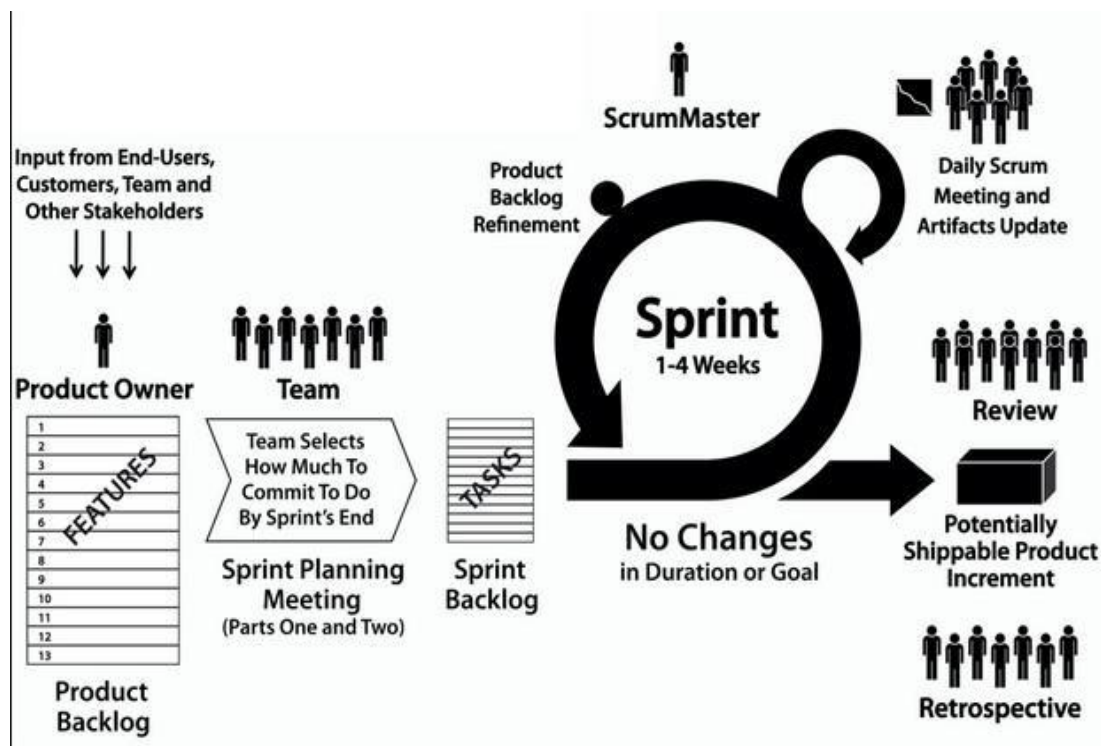 Input from End-Users,
Customers, Team and
Other Stakeholders
Product Owner
1
2
3
4
5
6
7
8
9
10
11
12
13
FEATURES
Product
Backlog
Team
Team Selects
How Much To
Commit To Do
By Sprint's End
Sprint Planning
Meeting
(Parts One and Two)
TASKS
Sprint
Backlog
ScrumMaster
Product
Backlog
Refinement
Sprint
1-4 Weeks
No Changes
in Duration or Goal
Daily Scrum
Meeting and
Artifacts Update
Review
Potentially
Shippable Product
Increment
Retrospective